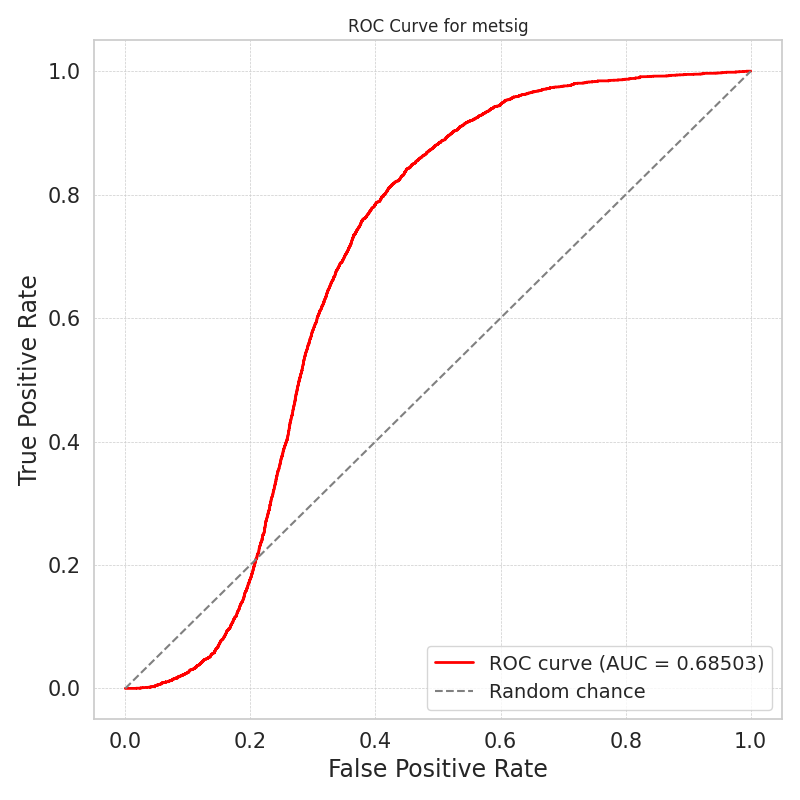 ROC Curve for metsig
True Positive Rate
1.0
0.8
0.6
0.4
0.2
0.0
ROC curve (AUC = 0.68503)
Random chance
0.0 0.2 0.4 0.6 0.8 1.0
False Positive Rate